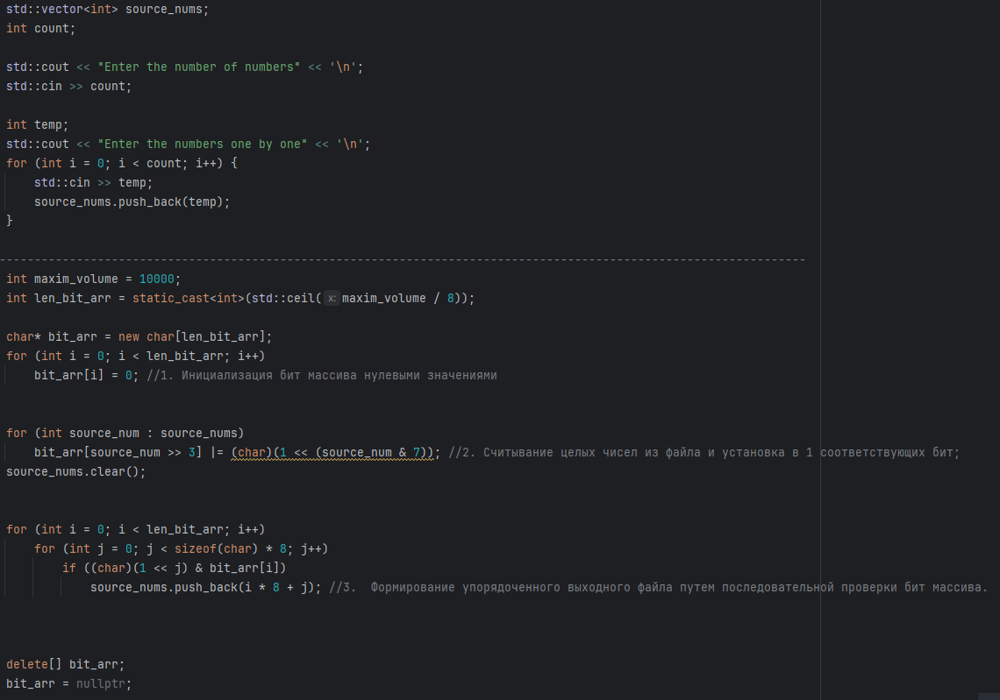 std::vector<int> source_nums;
int count;
std::cout << "Enter the number of numbers" << '\n';
std::cin >> count;
int temp;
std::cout << "Enter the numbers one by one" << '\n';
for (int i = 0; i < count; i++) {
    std::cin >> temp;
    source_nums.push_back(temp);
}
-------------------------------------------------------------------------------------------------------------------
int maxim_volume = 10000;
int len_bit_arr = static_cast<int>(std::ceil( x: maxim_volume / 8));
char* bit_arr = new char[len_bit_arr];
for (int i = 0; i < len_bit_arr; i++)
    bit_arr[i] = 0; //1. Инициализация бит массива нулевыми значениями
for (int source_num : source_nums)
    bit_arr[source_num >> 3] |= (char)(1 << (source_num & 7)); //2. Считывание целых чисел из файла и установка в 1 соответствующих бит;
source_nums.clear();
for (int i = 0; i < len_bit_arr; i++)
    for (int j = 0; j < sizeof(char) * 8; j++)
        if ((char)(1 << j) & bit_arr[i])
            source_nums.push_back(i * 8 + j); //3.  Формирование упорядоченного выходного файла путем последовательной проверки бит массива.
delete[] bit_arr;
bit_arr = nullptr;